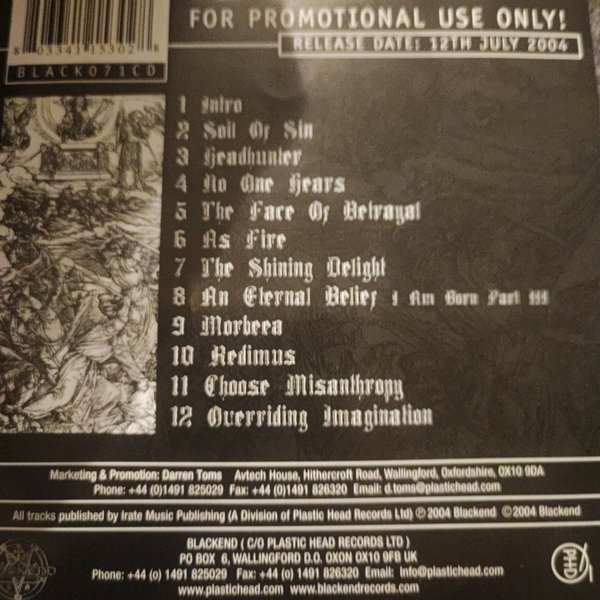 FOR PROMOTIONAL USE ONLY!
RELEASE DATE: 12TH JULY 2004
8 03341 15302 8
BLACK071CD
1 Intro
2 Soil Of Sin
3 Headhunter
4 No One Hears
5 The Face Of Betrayal
6 As Fire
7 The Shining Delight
8 An Eternal Belief I Am Born Part III
9 Morbeea
10 Redimus
11 Choose Misanthropy
12 Overriding Imagination
Marketing & Promotion: Darren Toms Avtech House, Hithercroft Road, Wallingford, Oxfordshire, OX10 9DA
Phone: +44 (0)1491 825029 Fax: +44 (0)1491 826320 Email: d.toms@plastichead.com
All tracks published by Irate Music Publishing (A Division of Plastic Head Records Ltd) ℗ 2004 Blackend © 2004 Blackend
BLACKEND ( C/O PLASTIC HEAD RECORDS LTD )
PO BOX 6, WALLINGFORD D.O. OXON OX10 9FB UK
Phone: +44 (o) 1491 825029 Fax: +44 (o) 1491 826320 Email: Info@plastichead.com
www.plastichead.com www.blackendrecords.com
PHD